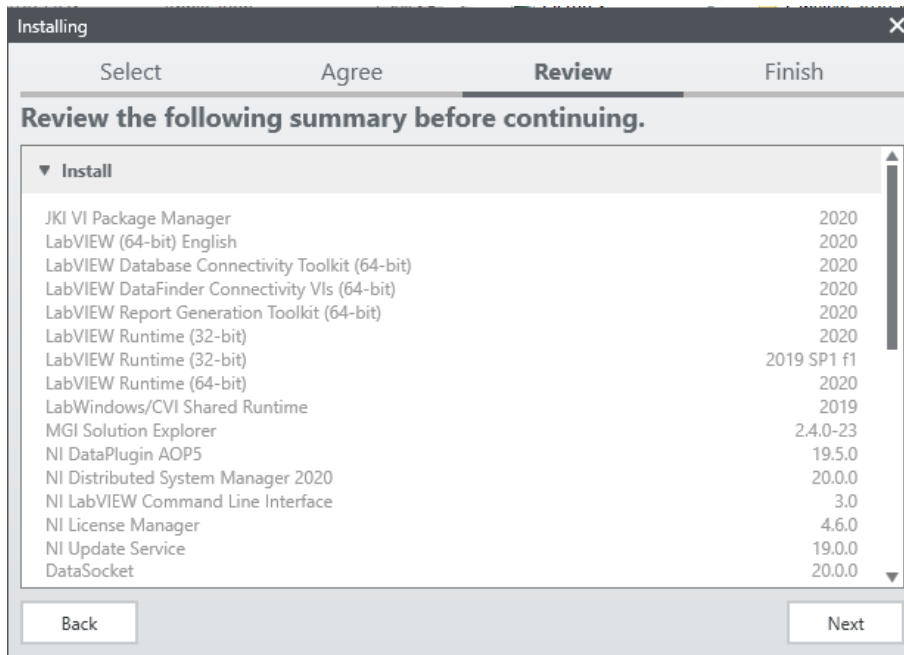 Installing
Select Agree Review Finish
Review the following summary before continuing.
Install
JKI VI Package Manager 2020
LabVIEW (64-bit) English 2020
LabVIEW Database Connectivity Toolkit (64-bit) 2020
LabVIEW DataFinder Connectivity VIs (64-bit) 2020
LabVIEW Report Generation Toolkit (64-bit) 2020
LabVIEW Runtime (32-bit) 2020
LabVIEW Runtime (32-bit) 2019 SP1 f1
LabVIEW Runtime (64-bit) 2020
LabWindows/CVI Shared Runtime 2019
MGI Solution Explorer 2.4.0-23
NI DataPlugin AOP5 19.5.0
NI Distributed System Manager 2020 20.0.0
NI LabVIEW Command Line Interface 3.0
NI License Manager 4.6.0
NI Update Service 19.0.0
DataSocket 20.0.0
Back Next